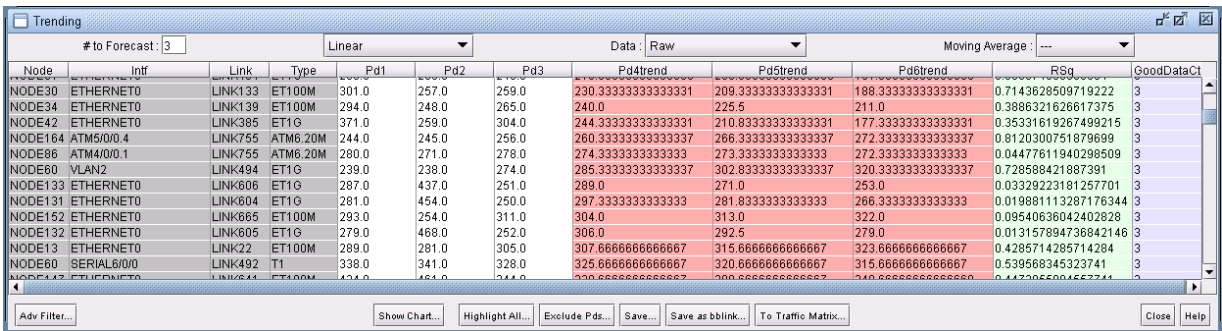 Trending
# to Forecast : 3 Linear Data : Raw Moving Average : ---
Node Intf Link Type Pd1 Pd2 Pd3 Pd4trend Pd5trend Pd6trend RSq GoodDataCt
NODE30 ETHERNET0 LINK133 ET100M 301.0 257.0 259.0 230.33333333333331 209.33333333333331 188.33333333333331 0.7143628509719222 3
NODE34 ETHERNET0 LINK139 ET100M 294.0 248.0 265.0 240.0 225.5 211.0 0.3886321626617375 3
NODE42 ETHERNET0 LINK385 ET1G 371.0 259.0 304.0 244.33333333333331 210.83333333333331 177.33333333333331 0.35331619267499215 3
NODE164 ATM5/0/0.4 LINK755 ATM6.20M 244.0 245.0 256.0 260.33333333333337 266.33333333333337 272.33333333333337 0.8120300751879699 3
NODE86 ATM4/0/0.1 LINK755 ATM6.20M 280.0 271.0 278.0 274.3333333333333 273.3333333333333 272.3333333333333 0.04477611940298509 3
NODE60 VLAN2 LINK494 ET1G 239.0 238.0 274.0 285.33333333333337 302.83333333333337 320.33333333333337 0.728588421887391 3
NODE133 ETHERNET0 LINK606 ET1G 287.0 437.0 251.0 289.0 271.0 253.0 0.03329223181257701 3
NODE131 ETHERNET0 LINK604 ET1G 281.0 454.0 250.0 297.3333333333333 281.8333333333333 266.3333333333333 0.019881113287176344 3
NODE152 ETHERNET0 LINK665 ET100M 293.0 254.0 311.0 304.0 313.0 322.0 0.09540636042402828 3
NODE132 ETHERNET0 LINK605 ET1G 279.0 468.0 252.0 306.0 292.5 279.0 0.013157894736842146 3
NODE13 ETHERNET0 LINK22 ET100M 289.0 281.0 305.0 307.6666666666667 315.6666666666667 323.6666666666667 0.4285714285714284 3
NODE60 SERIAL6/0/0 LINK492 T1 338.0 341.0 328.0 325.6666666666667 320.6666666666667 315.6666666666667 0.539568345323741 3
Adv Filter... Show Chart... Highlight All... Exclude Pds... Save... Save as bblink... To Traffic Matrix... Close Help